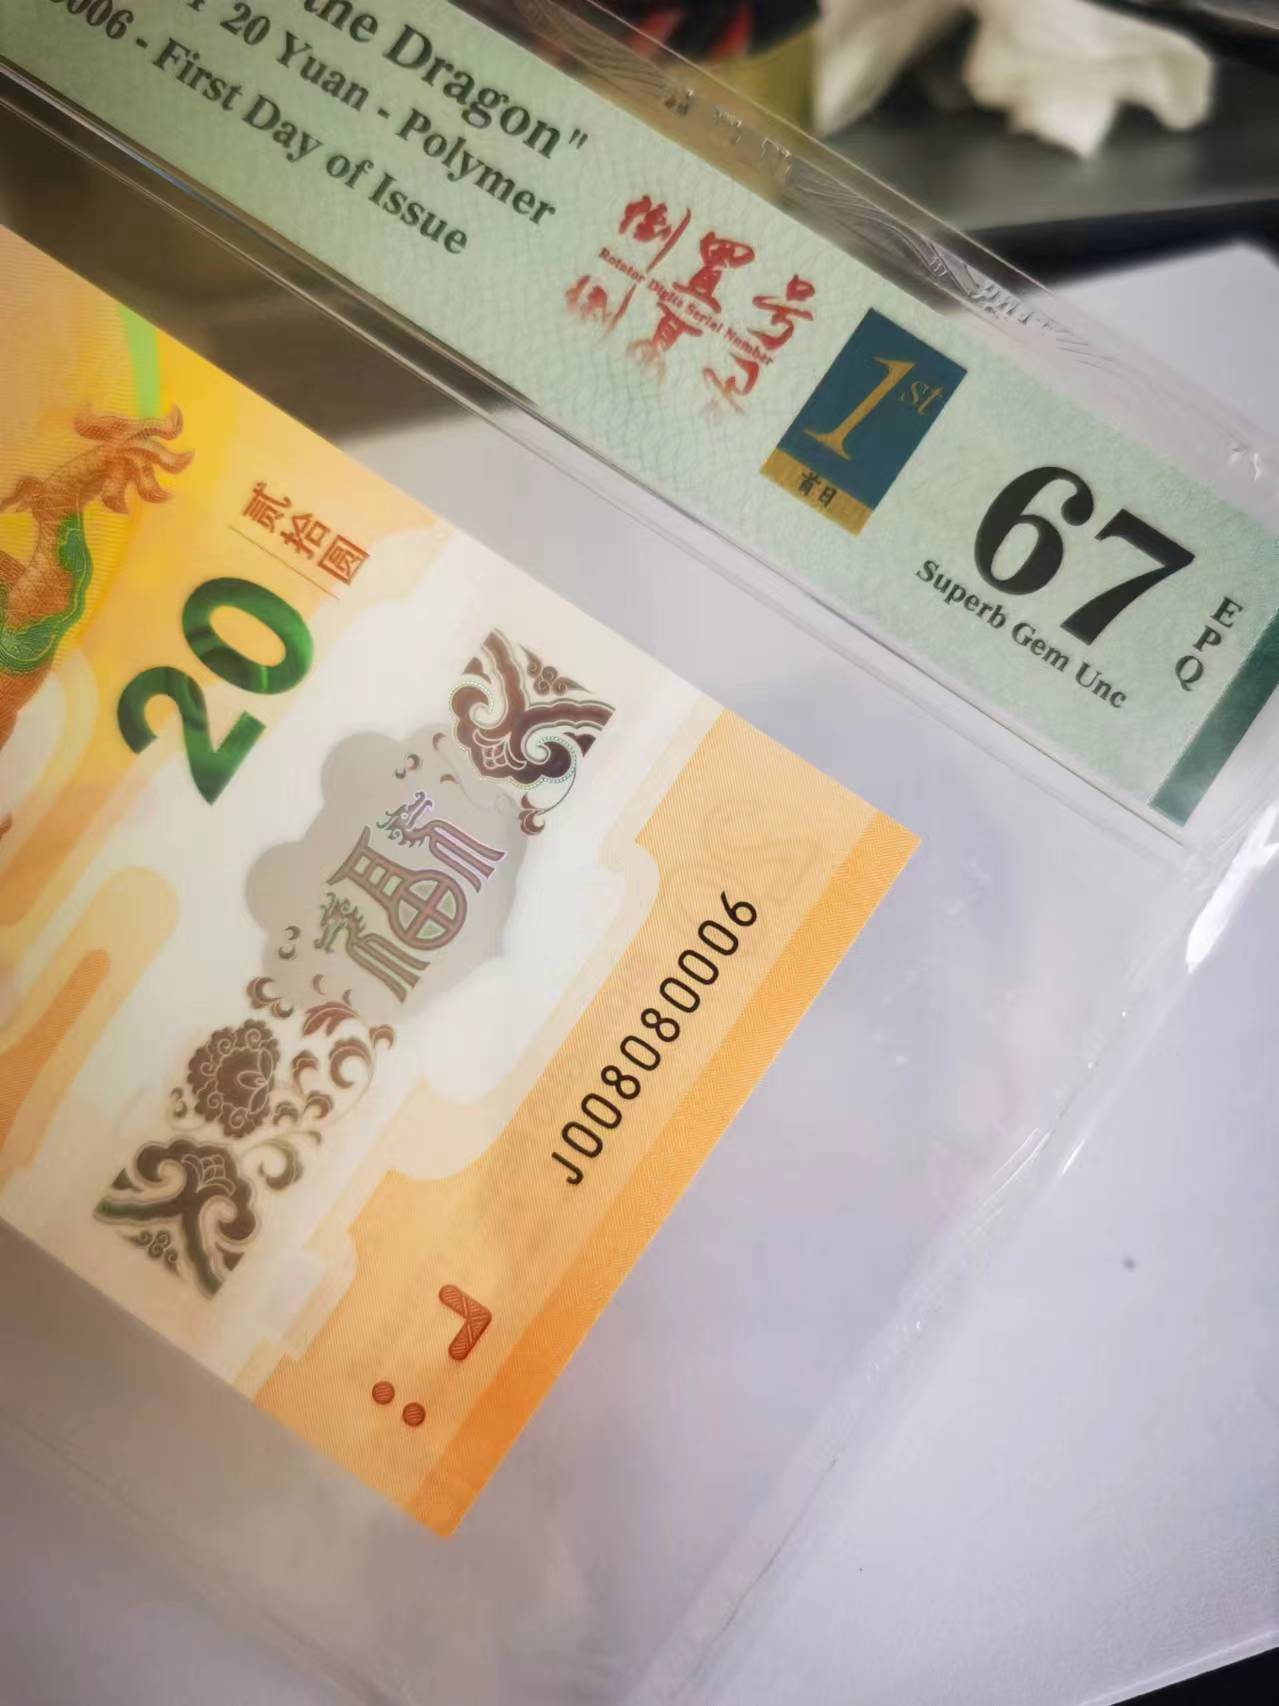 the Dragon"
20 Yuan - Polymer
006 - First Day of Issue
倒置号
Rotator Digits Serial Number
1st
首日
67
EPQ
Superb Gem Unc
贰拾圆
20
福
J008080006